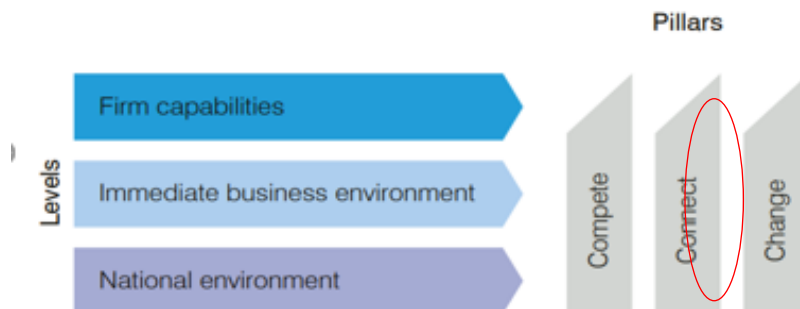 Pillars
Levels
Firm capabilities
Immediate business environment
National environment
Compete
Connect
Change